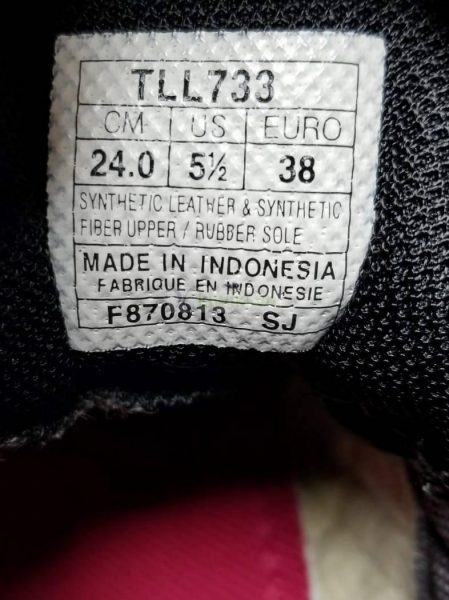 TLL733
CM US EURO
24.0 5½ 38
SYNTHETIC LEATHER & SYNTHETIC
FIBER UPPER / RUBBER SOLE
MADE IN INDONESIA
FABRIQUE EN INDONESIE
F870813 SJ